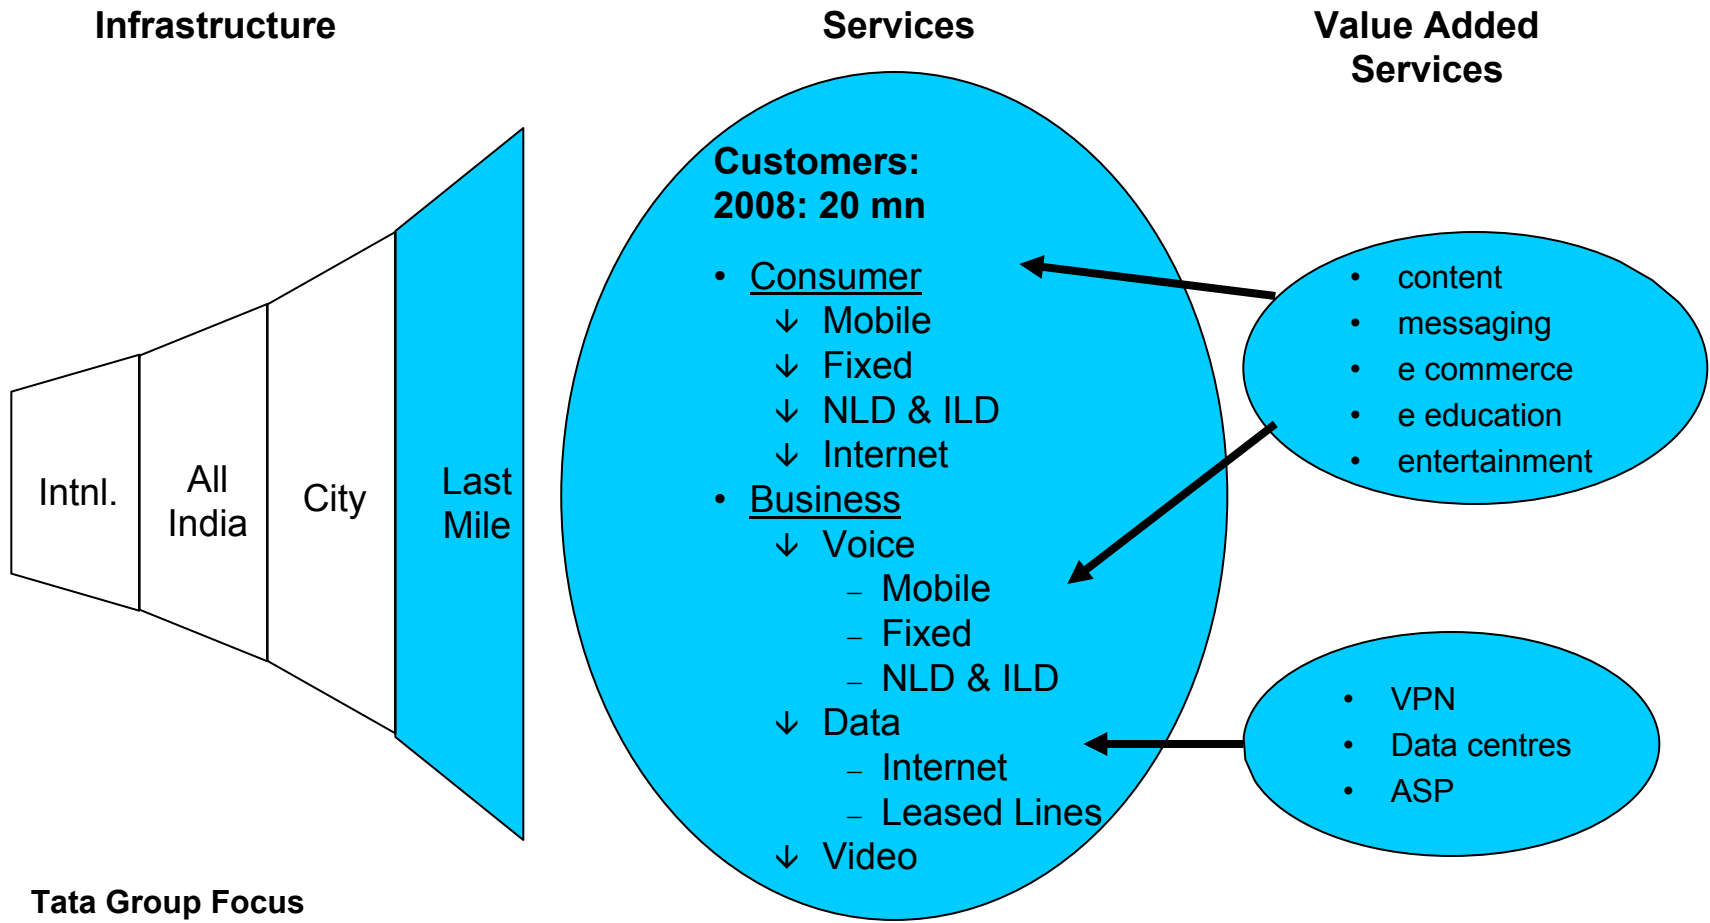 Infrastructure
Services
Value Added
Services
Intnl.
All
India
City
Last
Mile
Customers:
2008: 20 mn
• Consumer
↓ Mobile
↓ Fixed
↓ NLD & ILD
↓ Internet
• Business
↓ Voice
– Mobile
– Fixed
– NLD & ILD
↓ Data
– Internet
– Leased Lines
↓ Video
• content
• messaging
• e commerce
• e education
• entertainment
• VPN
• Data centres
• ASP
Tata Group Focus